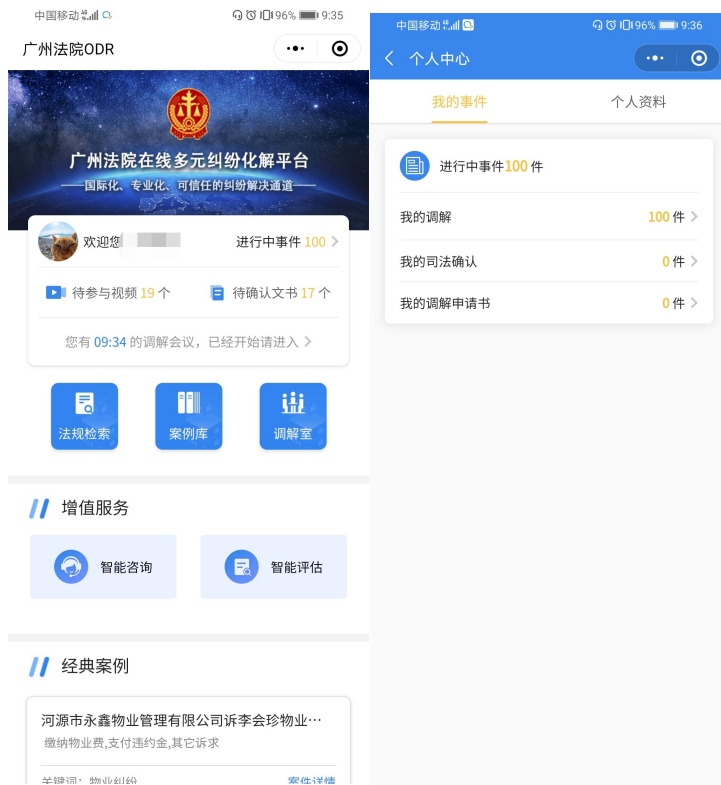 中国移动 96% 9:35
广州法院ODR
广州法院在线多元纠纷化解平台
国际化、专业化、可信任的纠纷解决通道
欢迎您 进行中事件 100
待参与视频 19 个 待确认文书 17 个
您有 09:34 的调解会议，已经开始请进入
法规检索 案例库 调解室
增值服务
智能咨询 智能评估
经典案例
河源市永鑫物业管理有限公司诉李会珍物业…
缴纳物业费,支付违约金,其它诉求
关键词：物业纠纷 案件详情
中国移动 96% 9:36
个人中心
我的事件 个人资料
进行中事件100 件
我的调解 100 件
我的司法确认 0 件
我的调解申请书 0 件